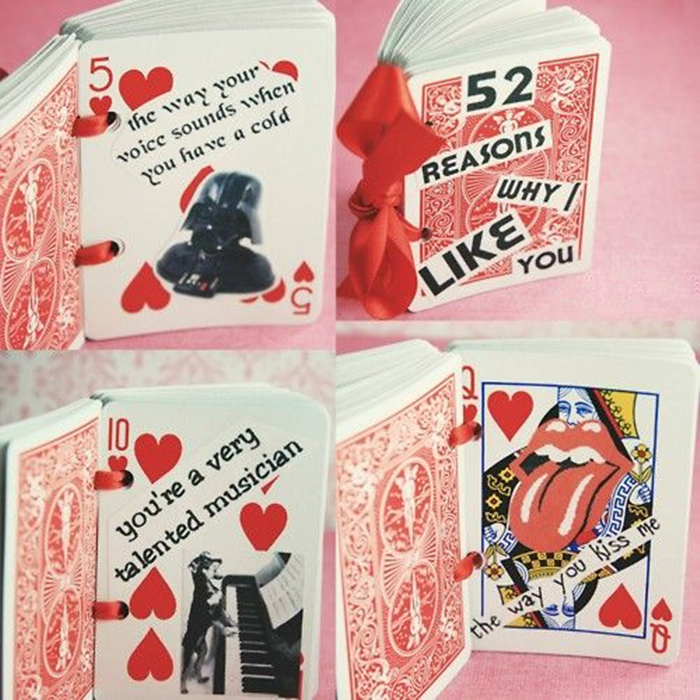 5
the way your
voice sounds when
you have a cold
5
52
REASONS
WHY I
LIKE
YOU
10
you're a very
talented musician
Q
the way you kiss me
Q